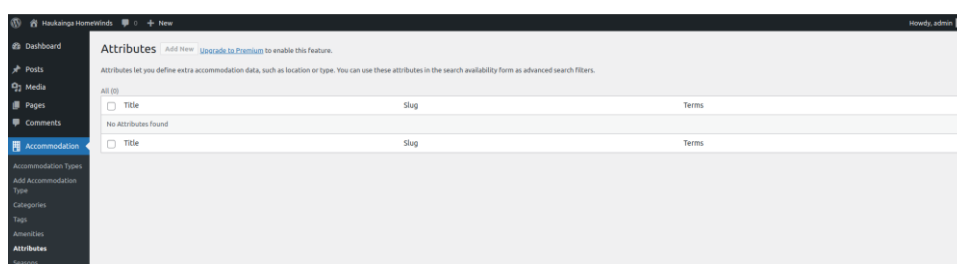 Haukainga HomeWinds 0 + New Howdy, admin
Dashboard
Posts
Media
Pages
Comments
Accommodation
Accommodation Types
Add Accommodation
Type
Categories
Tags
Amenities
Attributes
Seasons
Attributes Add New Upgrade to Premium to enable this feature.
Attributes let you define extra accommodation data, such as location or type. You can use these attributes in the search availability form as advanced search filters.
All (0)
Title Slug Terms
No Attributes found
Title Slug Terms